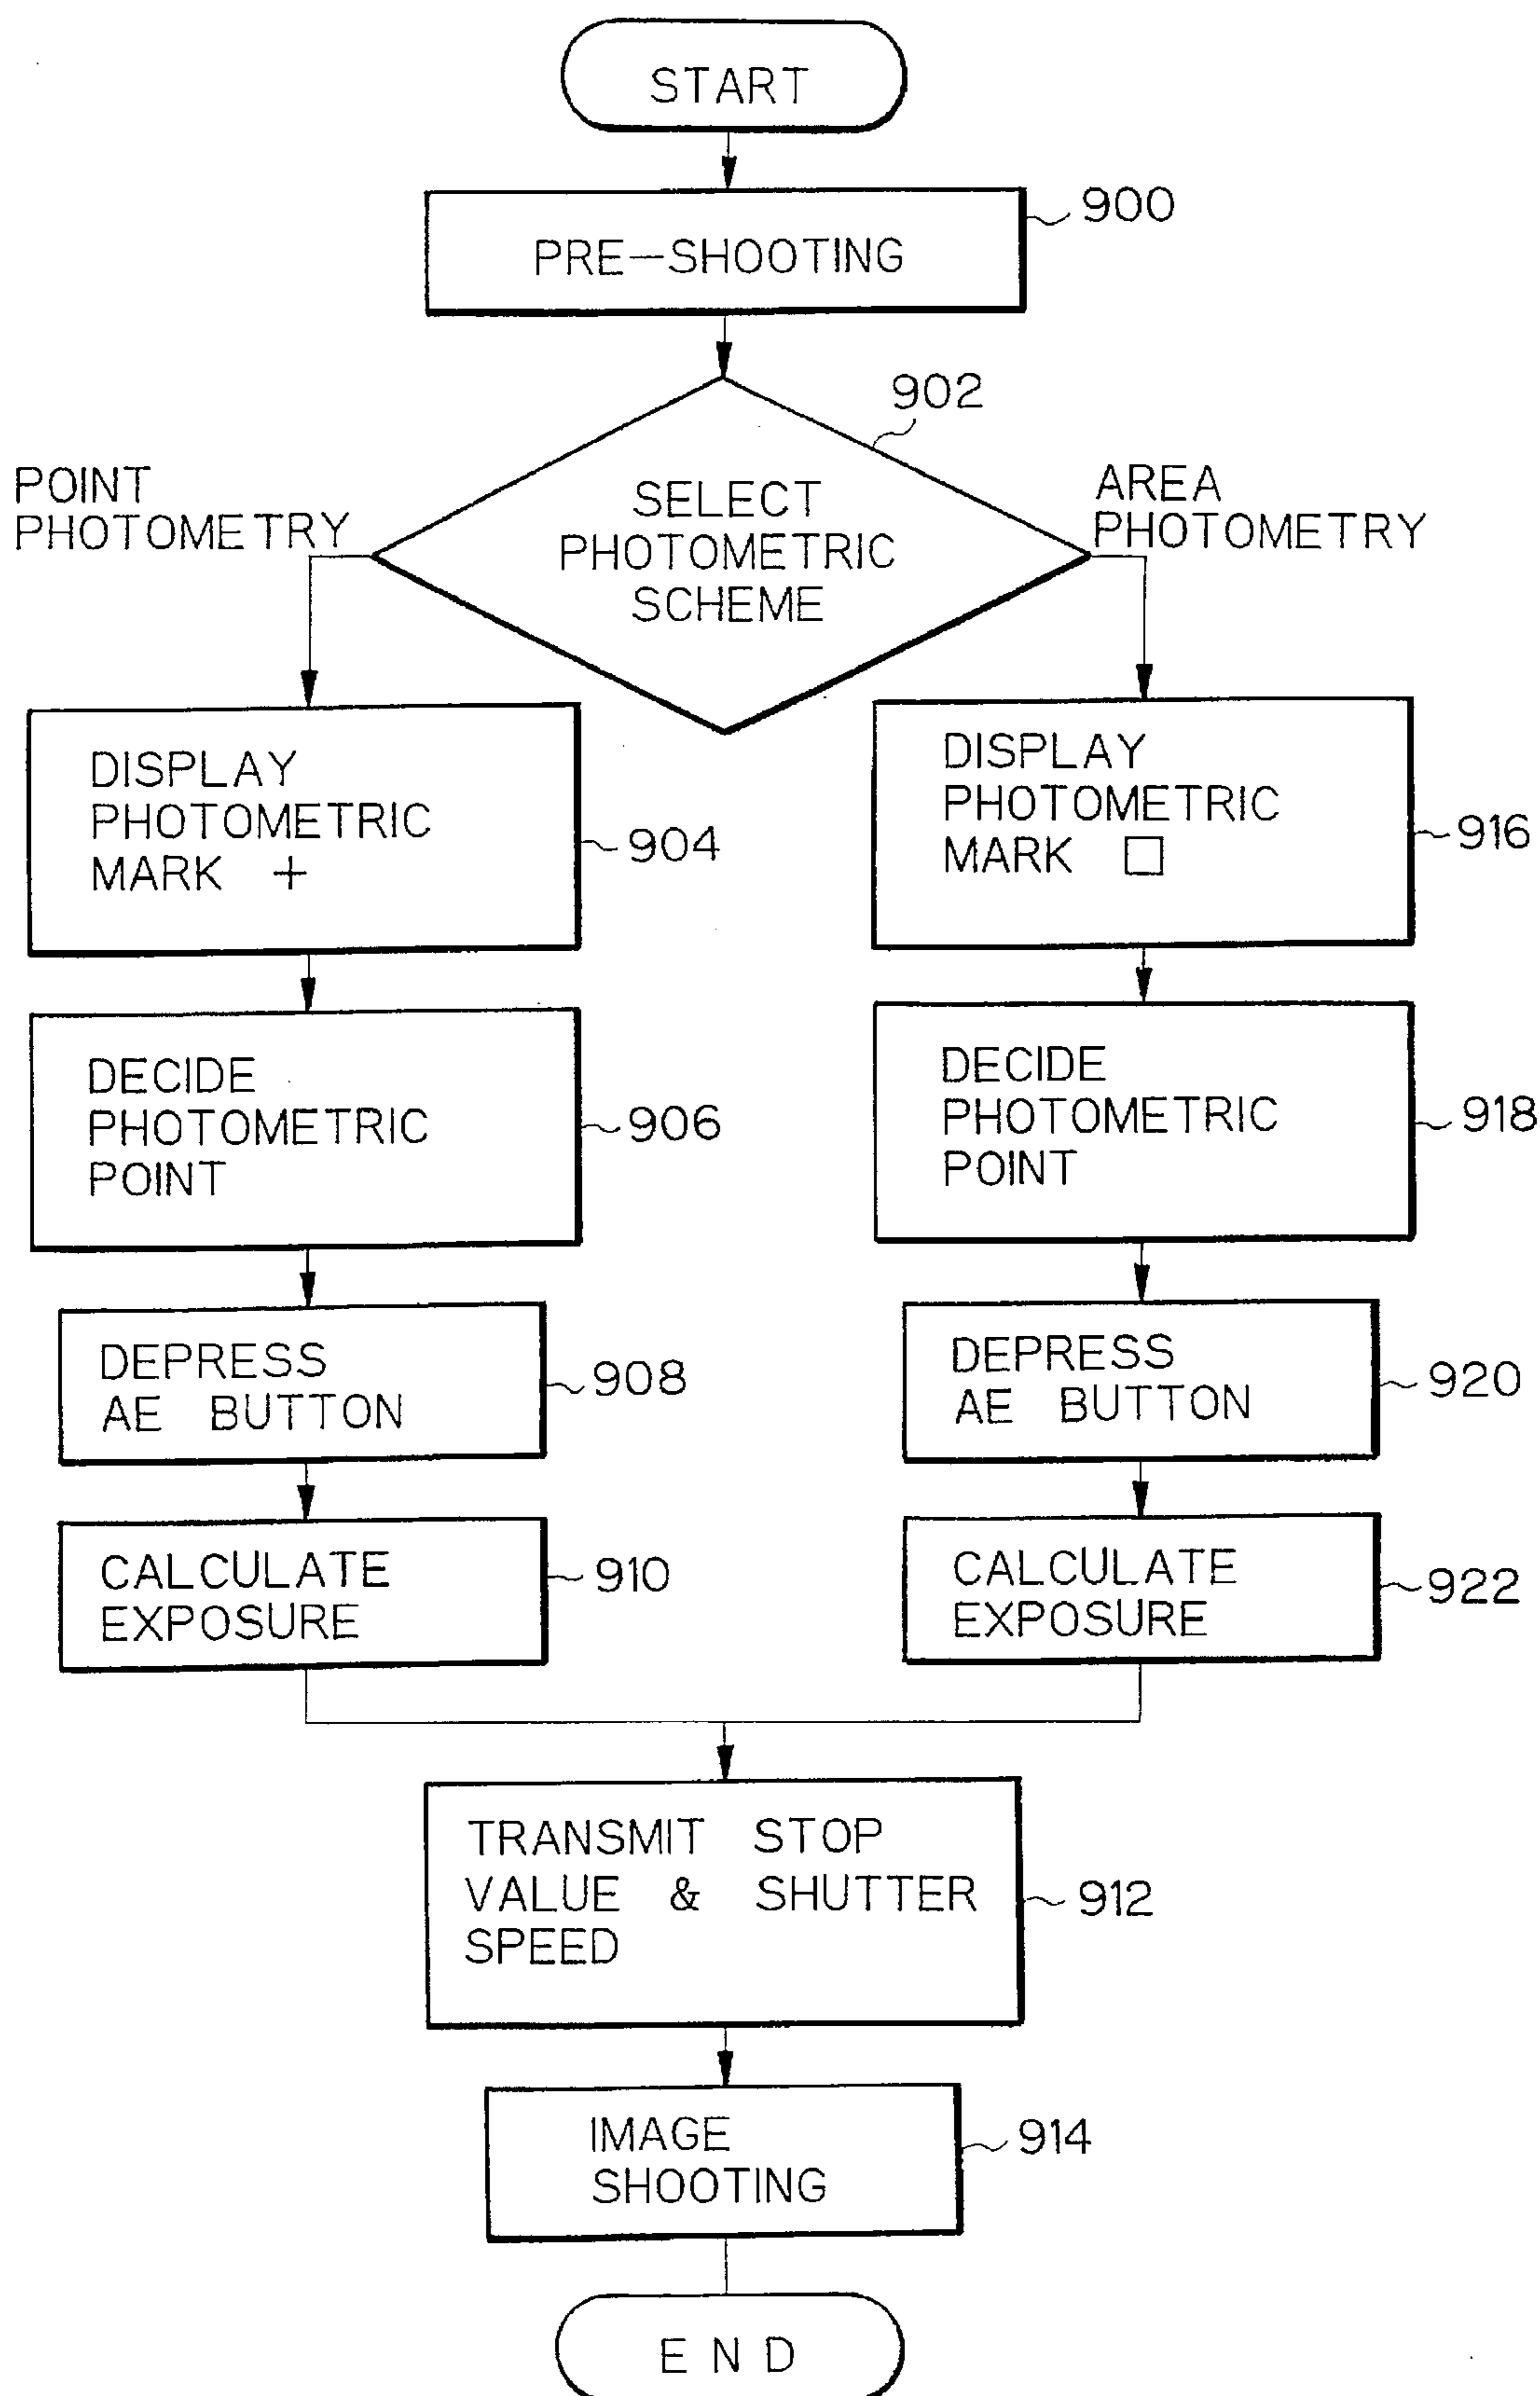 START
PRE-SHOOTING
900
902
SELECT
PHOTOMETRIC
SCHEME
POINT
PHOTOMETRY
AREA
PHOTOMETRY
DISPLAY
PHOTOMETRIC
MARK +
904
DECIDE
PHOTOMETRIC
POINT
906
DEPRESS
AE BUTTON
908
CALCULATE
EXPOSURE
910
DISPLAY
PHOTOMETRIC
MARK □
916
DECIDE
PHOTOMETRIC
POINT
918
DEPRESS
AE BUTTON
920
CALCULATE
EXPOSURE
922
TRANSMIT STOP
VALUE & SHUTTER
SPEED
912
IMAGE
SHOOTING
914
END